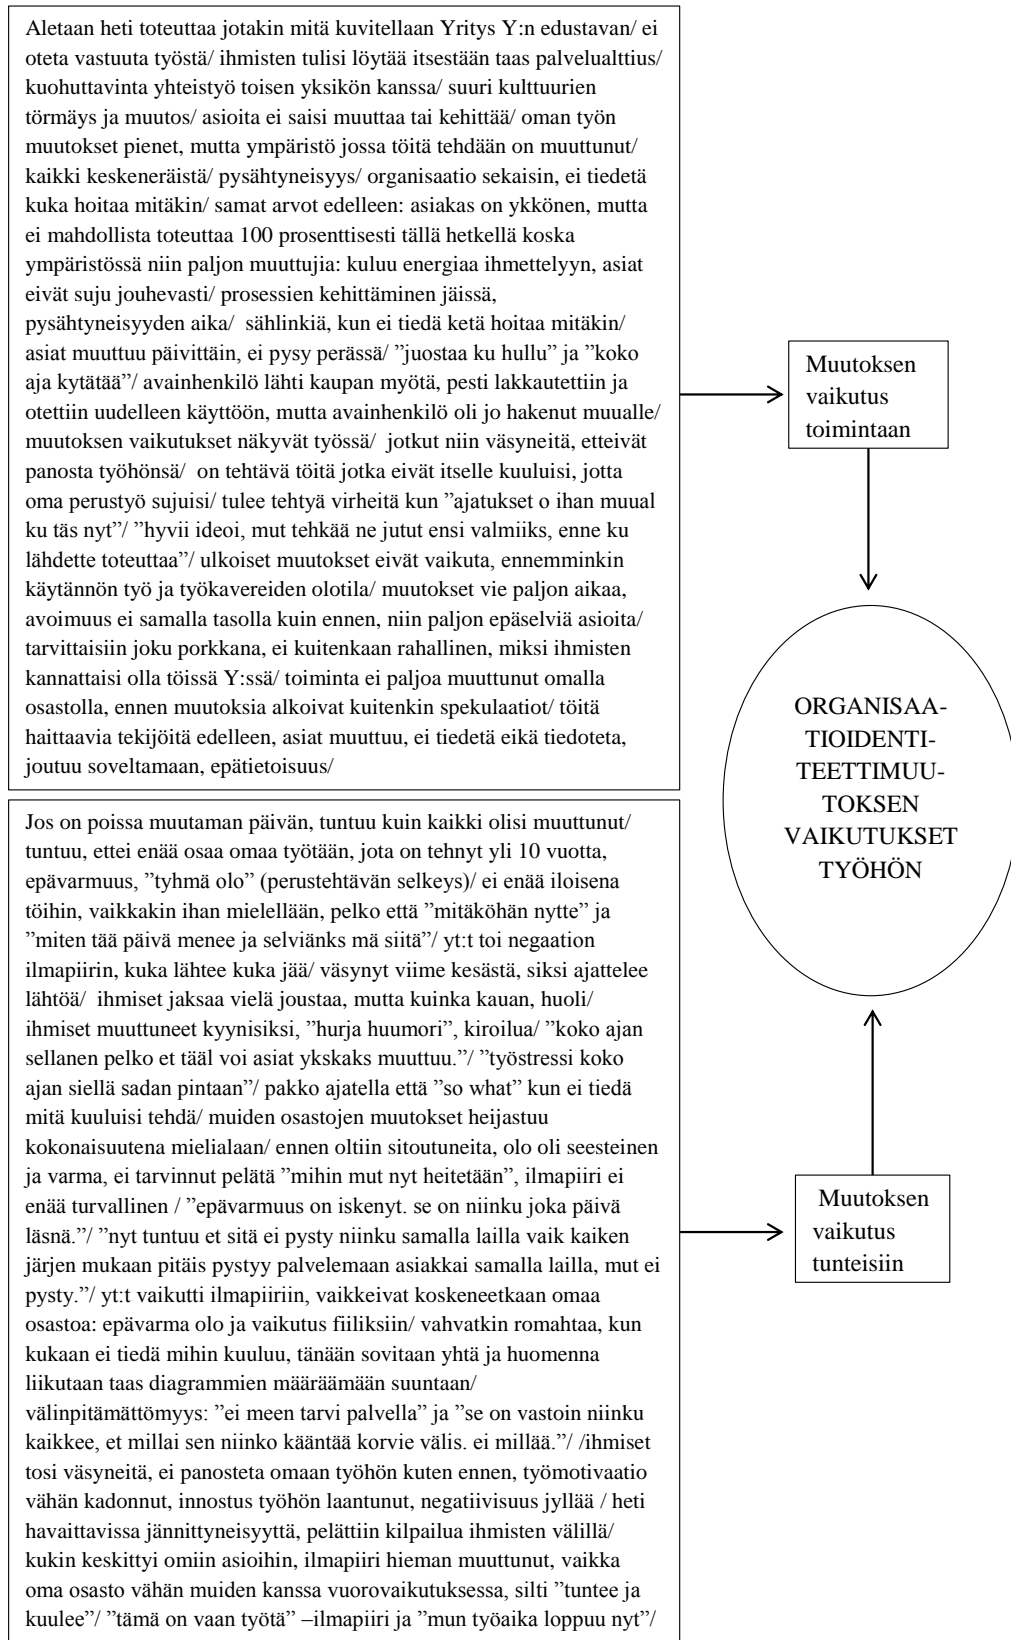 Aletaan heti toteuttaa jotakin mitä kuvitellaan Yritys Y:n edustavan/ ei
oteta vastuuta työstä/ ihmisten tulisi löytää itsestään taas palvelualttius/
kuohuttavinta yhteistyö toisen yksikön kanssa/ suuri kulttuurien
törmäys ja muutos/ asioita ei saisi muuttaa tai kehittää/ oman työn
muutokset pienet, mutta ympäristö jossa töitä tehdään on muuttunut/
kaikki keskeneräistä/ pysähtyneisyys/ organisaatio sekaisin, ei tiedetä
kuka hoitaa mitäkin/ samat arvot edelleen: asiakas on ykkönen, mutta
ei mahdollista toteuttaa 100 prosenttisesti tällä hetkellä koska
ympäristössä niin paljon muuttujia: kuluu energiaa ihmettelyyn, asiat
eivät suju jouhevasti/ prosessien kehittäminen jäissä,
pysähtyneisyyden aika/  sählinkiä, kun ei tiedä ketä hoitaa mitäkin/
asiat muuttuu päivittäin, ei pysy perässä/ ”juostaa ku hullu” ja ”koko
aja kytätää”/ avainhenkilö lähti kaupan myötä, pesti lakkautettiin ja
otettiin uudelleen käyttöön, mutta avainhenkilö oli jo hakenut muualle/
muutoksen vaikutukset näkyvät työssä/  jotkut niin väsyneitä, etteivät
panosta työhönsä/  on tehtävä töitä jotka eivät itselle kuuluisi, jotta
oma perustyö sujuisi/ tulee tehtyä virheitä kun ”ajatukset o ihan muual
ku täs nyt”/ ”hyvii ideoi, mut tehkää ne jutut ensi valmiiks, enne ku
lähdette toteuttaa”/ ulkoiset muutokset eivät vaikuta, ennemminkin
käytännön työ ja työkavereiden olotila/ muutokset vie paljon aikaa,
avoimuus ei samalla tasolla kuin ennen, niin paljon epäselviä asioita/
tarvittaisiin joku porkkana, ei kuitenkaan rahallinen, miksi ihmisten
kannattaisi olla töissä Y:ssä/ toiminta ei paljoa muuttunut omalla
osastolla, ennen muutoksia alkoivat kuitenkin spekulaatiot/ töitä
haittaavia tekijöitä edelleen, asiat muuttuu, ei tiedetä eikä tiedoteta,
joutuu soveltamaan, epätietoisuus/
Muutoksen
vaikutus
toimintaan
ORGANISAA-
TIOIDENTI-
TEETTIMUU-
TOKSEN
VAIKUTUKSET
TYÖHÖN
Jos on poissa muutaman päivän, tuntuu kuin kaikki olisi muuttunut/
tuntuu, ettei enää osaa omaa työtään, jota on tehnyt yli 10 vuotta,
epävarmuus, ”tyhmä olo” (perustehtävän selkeys)/ ei enää iloisena
töihin, vaikkakin ihan mielellään, pelko että ”mitäköhän nytte” ja
”miten tää päivä menee ja selviänks mä siitä”/ yt:t toi negaation
ilmapiirin, kuka lähtee kuka jää/ väsynyt viime kesästä, siksi ajattelee
lähtöä/  ihmiset jaksaa vielä joustaa, mutta kuinka kauan, huoli/
ihmiset muuttuneet kyynisiksi, ”hurja huumori”, kiroilua/ ”koko ajan
sellanen pelko et tääl voi asiat ykskaks muuttuu.”/ ”työstressi koko
ajan siellä sadan pintaan”/ pakko ajatella että ”so what” kun ei tiedä
mitä kuuluisi tehdä/ muiden osastojen muutokset heijastuu
kokonaisuutena mielialaan/ ennen oltiin sitoutuneita, olo oli seesteinen
ja varma, ei tarvinnut pelätä ”mihin mut nyt heitetään”, ilmapiiri ei
enää turvallinen / ”epävarmuus on iskenyt. se on niinku joka päivä
läsnä.”/ ”nyt tuntuu et sitä ei pysty niinku samalla lailla vaik kaiken
järjen mukaan pitäis pystyy palvelemaan asiakkai samalla lailla, mut ei
pysty.”/ yt:t vaikutti ilmapiiriin, vaikkeivat koskeneetkaan omaa
osastoa: epävarma olo ja vaikutus fiiliksiin/ vahvatkin romahtaa, kun
kukaan ei tiedä mihin kuuluu, tänään sovitaan yhtä ja huomenna
liikutaan taas diagrammien määräämään suuntaan/
välinpitämättömyys: ”ei meen tarvi palvella” ja ”se on vastoin niinku
kaikkee, et millai sen niinko kääntää korvie välis. ei millää.”/ /ihmiset
tosi väsyneitä, ei panosteta omaan työhön kuten ennen, työmotivaatio
vähän kadonnut, innostus työhön laantunut, negatiivisuus jyllää / heti
havaittavissa jännittyneisyyttä, pelättiin kilpailua ihmisten välillä/
kukin keskittyi omiin asioihin, ilmapiiri hieman muuttunut, vaikka
oma osasto vähän muiden kanssa vuorovaikutuksessa, silti ”tuntee ja
kuulee”/ ”tämä on vaan työtä” –ilmapiiri ja ”mun työaika loppuu nyt”/
Muutoksen
vaikutus
tunteisiin